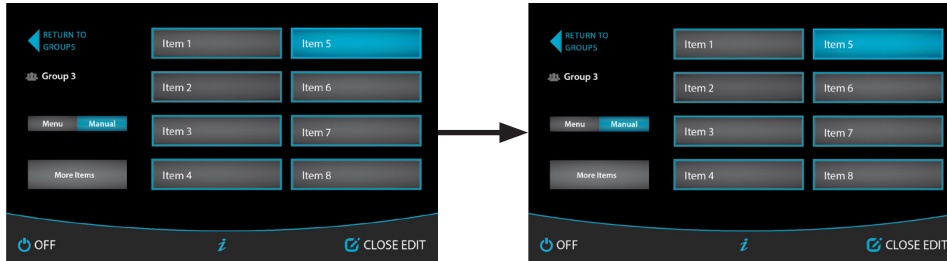 RETURN TO
GROUPS
Group 3
Menu Manual
More Items
Item 1 Item 5
Item 2 Item 6
Item 3 Item 7
Item 4 Item 8
OFF i CLOSE EDIT
RETURN TO
GROUPS
Group 3
Menu Manual
More Items
Item 1 Item 5
Item 2 Item 6
Item 3 Item 7
Item 4 Item 8
OFF i CLOSE EDIT